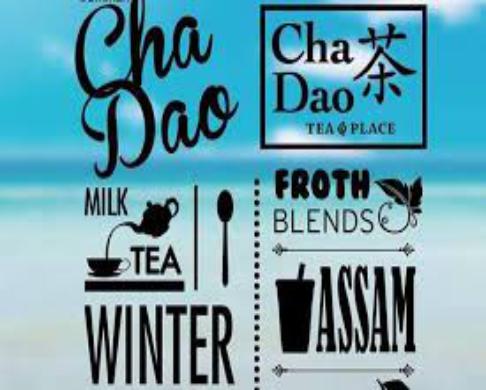 Cha
Dao
Cha 茶
Dao
TEA PLACE
MILK
TEA
WINTER
FROTH
BLENDS
ASSAM